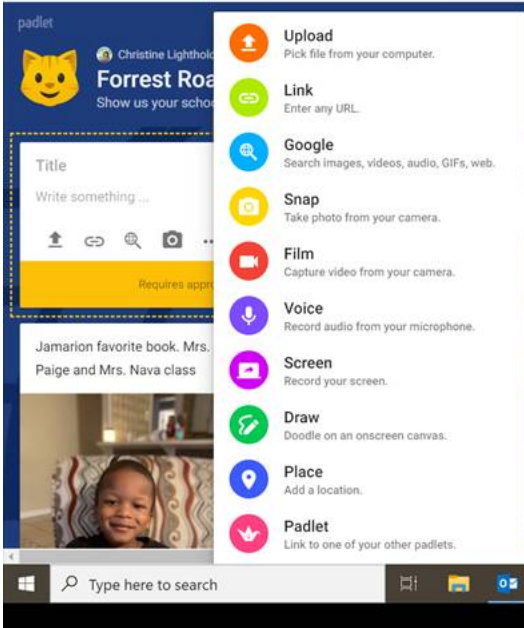 padlet
Christine Lightholo
Forrest Roa
Show us your schoo
Title
Write something ...
Requires appro
Jamarion favorite book. Mrs.
Paige and Mrs. Nava class
Upload
Pick file from your computer.
Link
Enter any URL.
Google
Search images, videos, audio, GIFs, web.
Snap
Take photo from your camera.
Film
Capture video from your camera.
Voice
Record audio from your microphone.
Screen
Record your screen.
Draw
Doodle on an onscreen canvas.
Place
Add a location.
Padlet
Link to one of your other padlets.
Type here to search